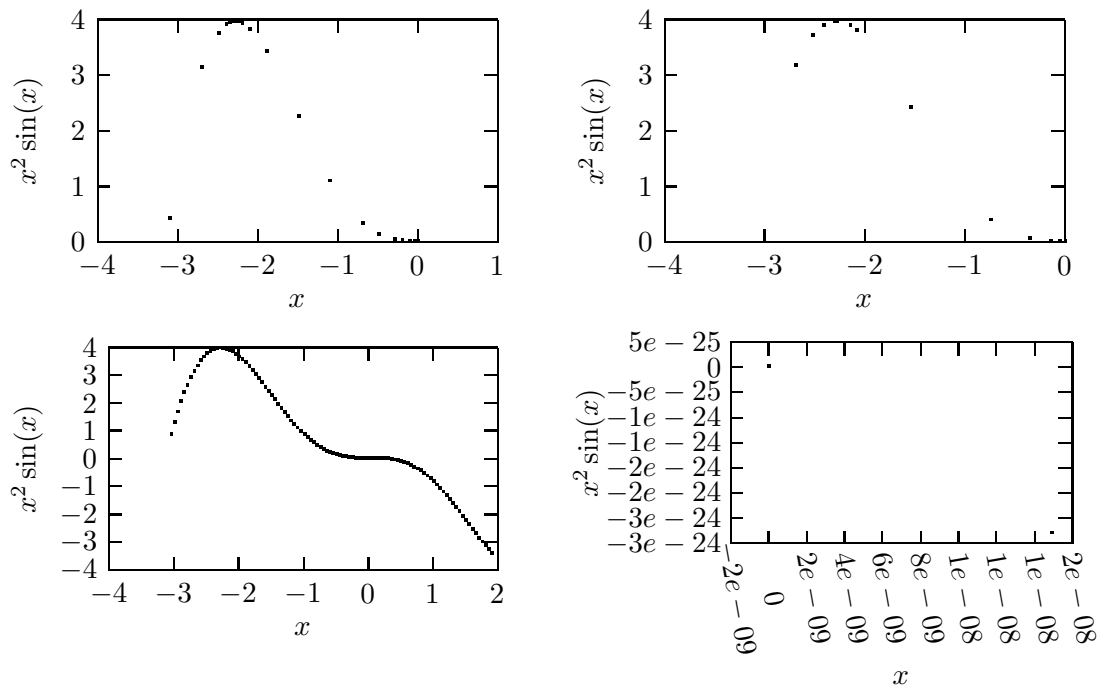 4
3
2
1
0
−4 −3 −2 −1 0 1
x² sin(x)
x
4
3
2
1
0
−4 −3 −2 −1 0
x² sin(x)
x
4
3
2
1
0
−1
−2
−3
−4
−4 −3 −2 −1 0 1 2
x² sin(x)
x
5e − 25
0
−5e − 25
−1e − 24
−1e − 24
−2e − 24
−2e − 24
−3e − 24
−3e − 24
−2e − 09
0
2e − 09
4e − 09
6e − 09
8e − 09
1e − 08
1e − 08
1e − 08
2e − 08
x² sin(x)
x